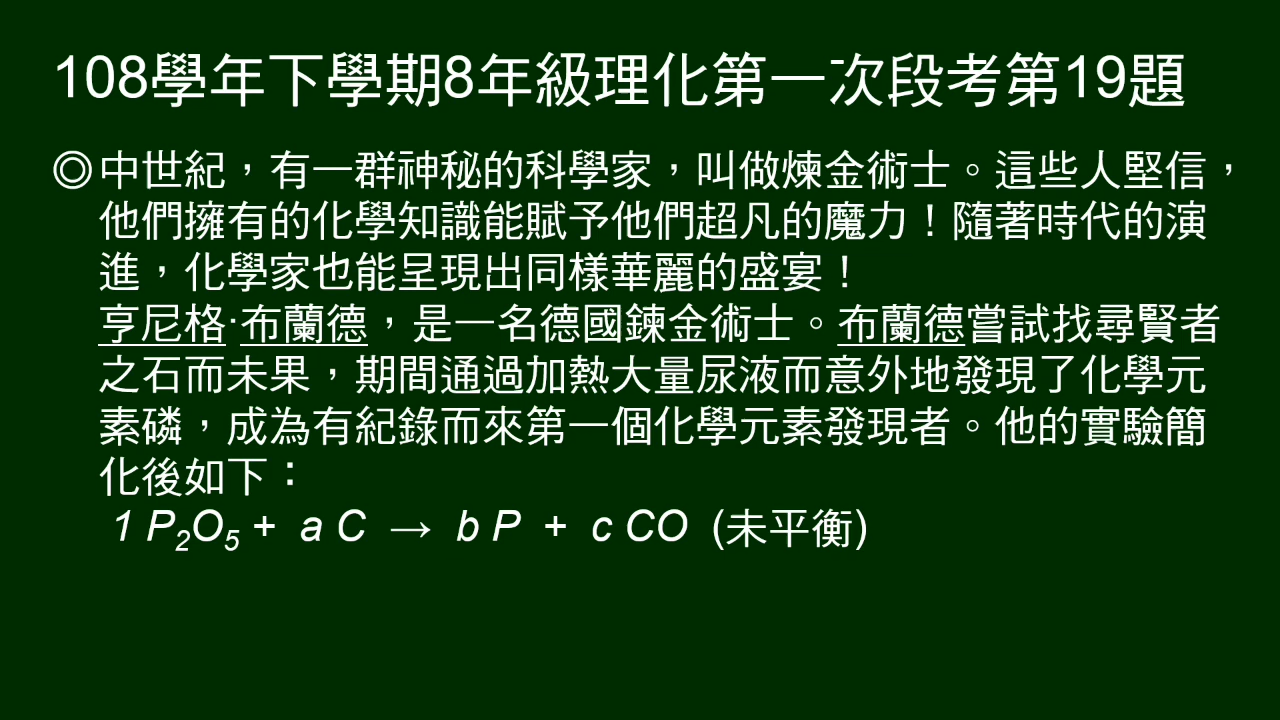 108學年下學期8年級理化第一次段考第19題
◎中世紀，有一群神秘的科學家，叫做煉金術士。這些人堅信，
他們擁有的化學知識能賦予他們超凡的魔力！隨著時代的演
進，化學家也能呈現出同樣華麗的盛宴！
亨尼格·布蘭德，是一名德國鍊金術士。布蘭德嘗試找尋賢者
之石而未果，期間通過加熱大量尿液而意外地發現了化學元
素磷，成為有紀錄而來第一個化學元素發現者。他的實驗簡
化後如下：
1 P₂O₅ + a C → b P + c CO (未平衡)